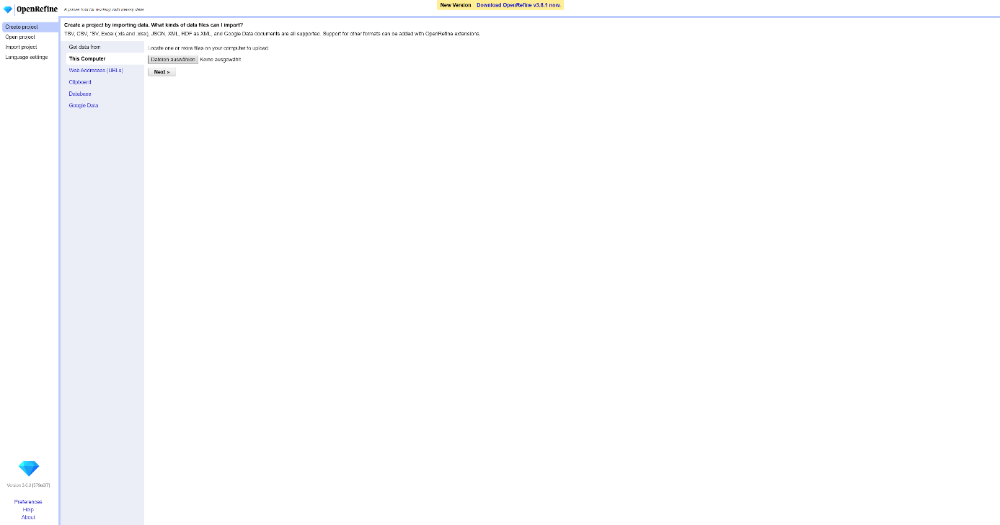 OpenRefine
A power tool for working with messy data.
New Version Download OpenRefine v3.8.1 now.
Create project
Open project
Import project
Language settings
Create a project by importing data. What kinds of data files can I import?
TSV, CSV, *SV, Excel (.xls and .xlsx), JSON, XML, RDF as XML, and Google Data documents are all supported. Support for other formats can be added with OpenRefine extensions.
Get data from
This Computer
Web Addresses (URLs)
Clipboard
Database
Google Data
Locate one or more files on your computer to upload.
Dateien auswählen Keine ausgewählt
Next »
Version 3.6.2 [579a6f7]
Preferences
Help
About